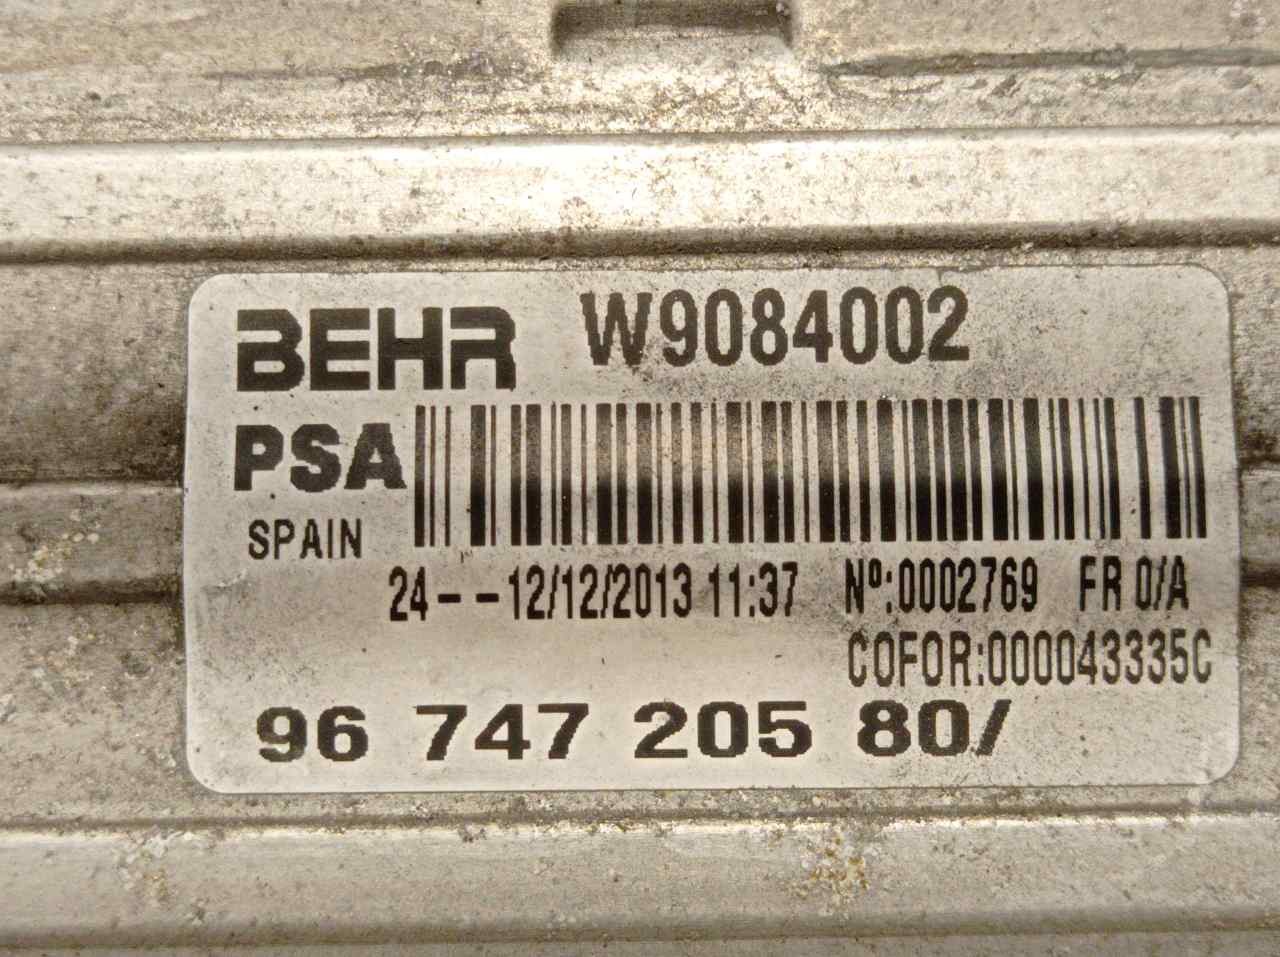 BEHR W9084002
PSA
SPAIN
24--12/12/2013 11:37 Nº:0002769 FR 0/A
COFOR:000043335C
96 747 205 80/